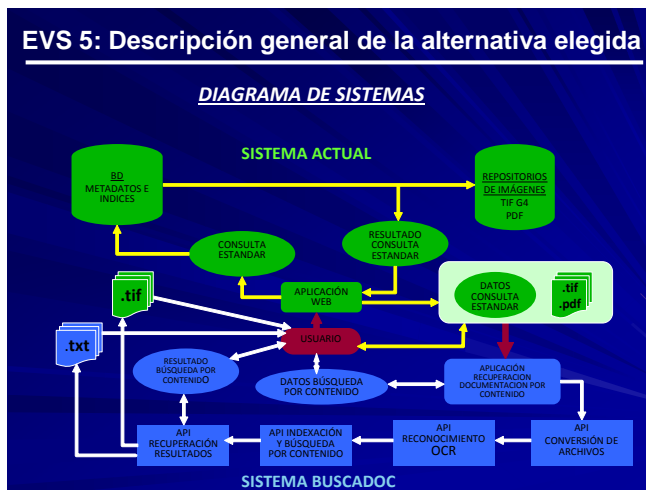 EVS 5: Descripción general de la alternativa elegida
DIAGRAMA DE SISTEMAS
SISTEMA ACTUAL
BD
METADATOS E
INDICES
REPOSITORIOS
DE IMÁGENES
TIF G4
PDF
CONSULTA
ESTANDAR
RESULTADO
CONSULTA
ESTANDAR
APLICACIÓN
WEB
DATOS
CONSULTA
ESTANDAR
.tif
.pdf
.tif
.txt
USUARIO
RESULTADO
BÚSQUEDA POR
CONTENIDO
DATOS BÚSQUEDA
POR CONTENIDO
APLICACIÓN
RECUPERACION
DOCUMENTACION POR
CONTENIDO
API
RECUPERACIÓN
RESULTADOS
API INDEXACIÓN
Y BÚSQUEDA
POR CONTENIDO
API
RECONOCIMIENTO
OCR
API
CONVERSIÓN DE
ARCHIVOS
SISTEMA BUSCADOC